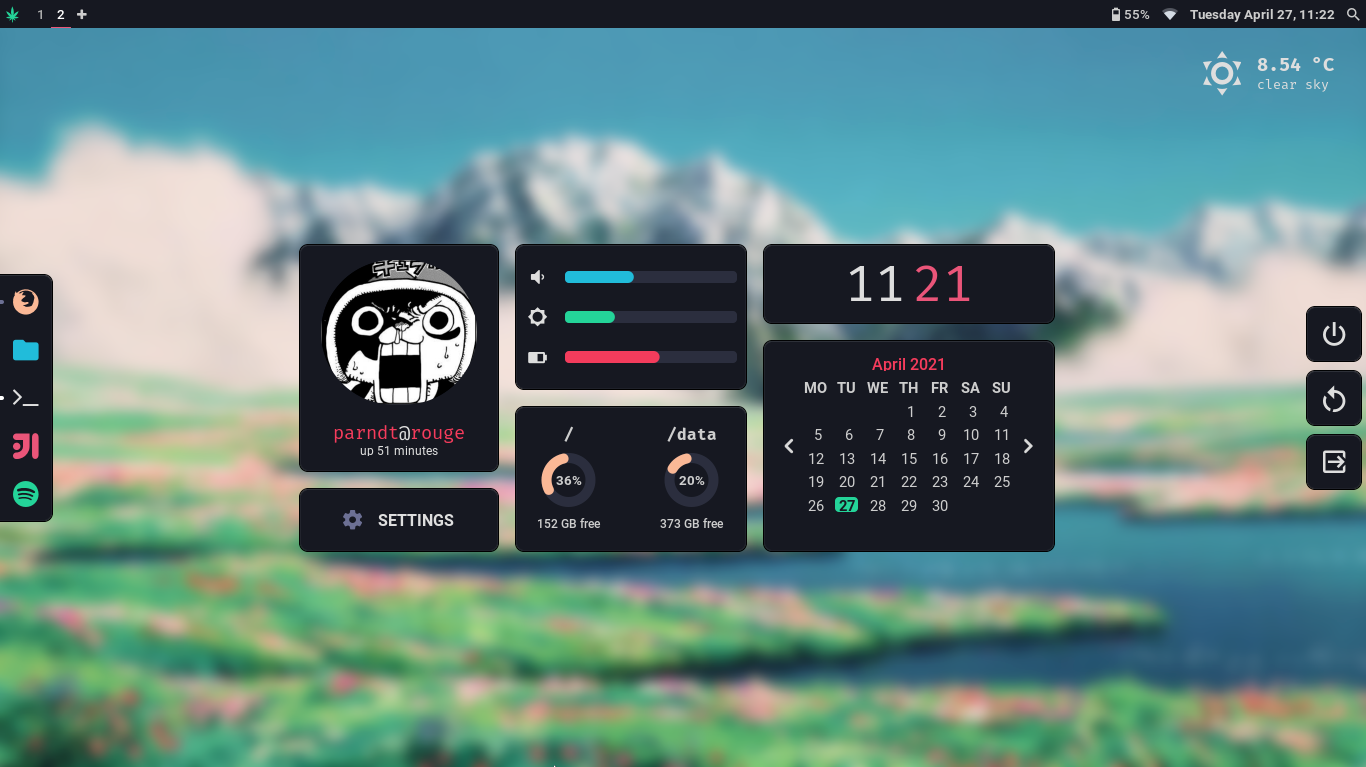 1 2 +
55% Tuesday April 27, 11:22
8.54 °C
clear sky
parndt@rouge
up 51 minutes
SETTINGS
/ /data
36% 20%
152 GB free 373 GB free
11 21
April 2021
MO TU WE TH FR SA SU
1 2 3 4
5 6 7 8 9 10 11
12 13 14 15 16 17 18
19 20 21 22 23 24 25
26 27 28 29 30